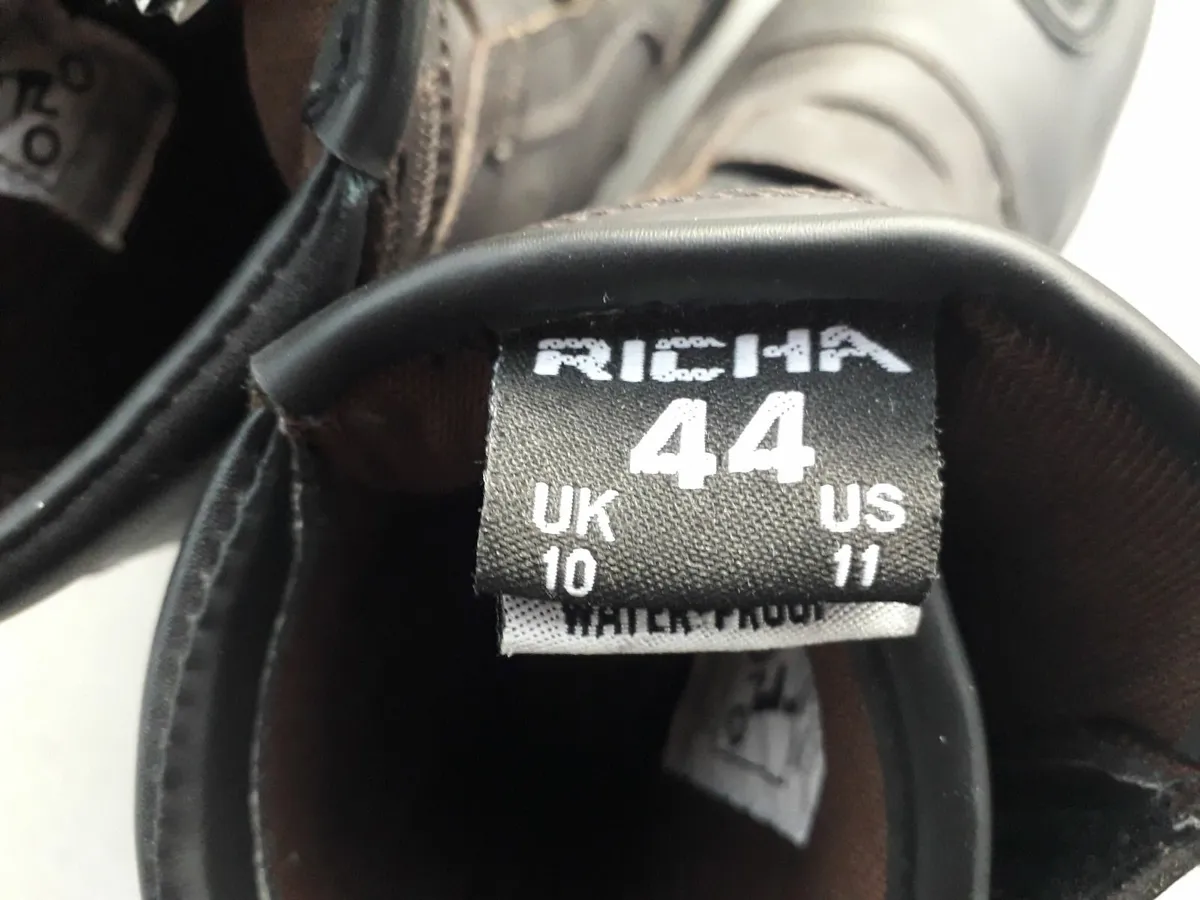 RICHA
44
UK US
10 11
WATER-PROOF